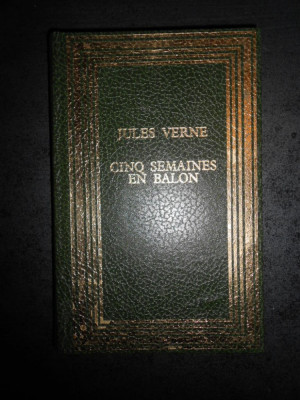 JULES VERNE
CINQ SEMAINES
EN BALON